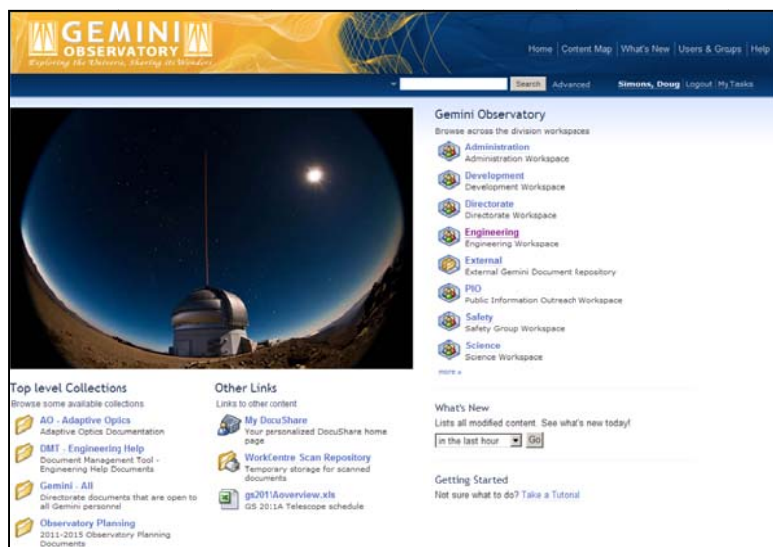 GEMINI
OBSERVATORY
Exploring the Universe, Sharing its Wonders
Home | Content Map | What's New | Users & Groups | Help
Search Advanced Simons, Doug | Logout | My Tasks
Gemini Observatory
Browse across the division workspaces
Administration
Administration Workspace
Development
Development Workspace
Directorate
Directorate Workspace
Engineering
Engineering Workspace
External
External Gemini Document Repository
PIO
Public Information Outreach Workspace
Safety
Safety Group Workspace
Science
Science Workspace
more »
Top level Collections
Browse some available collections
AO - Adaptive Optics
Adaptive Optics Documentation
DMT - Engineering Help
Document Management Tool -
Engineering Help Documents
Gemini - All
Directorate documents that are open to
all Gemini personnel
Observatory Planning
2011-2015 Observatory Planning
Documents
Other Links
Links to other content
My DocuShare
Your personalized DocuShare home
page
WorkCentre Scan Repository
Temporary storage for scanned
documents
gs201\Aoverview.xls
GS 201A Telescope schedule
What's New
Lists all modified content. See what's new today!
in the last hour Go
Getting Started
Not sure what to do? Take a Tutorial